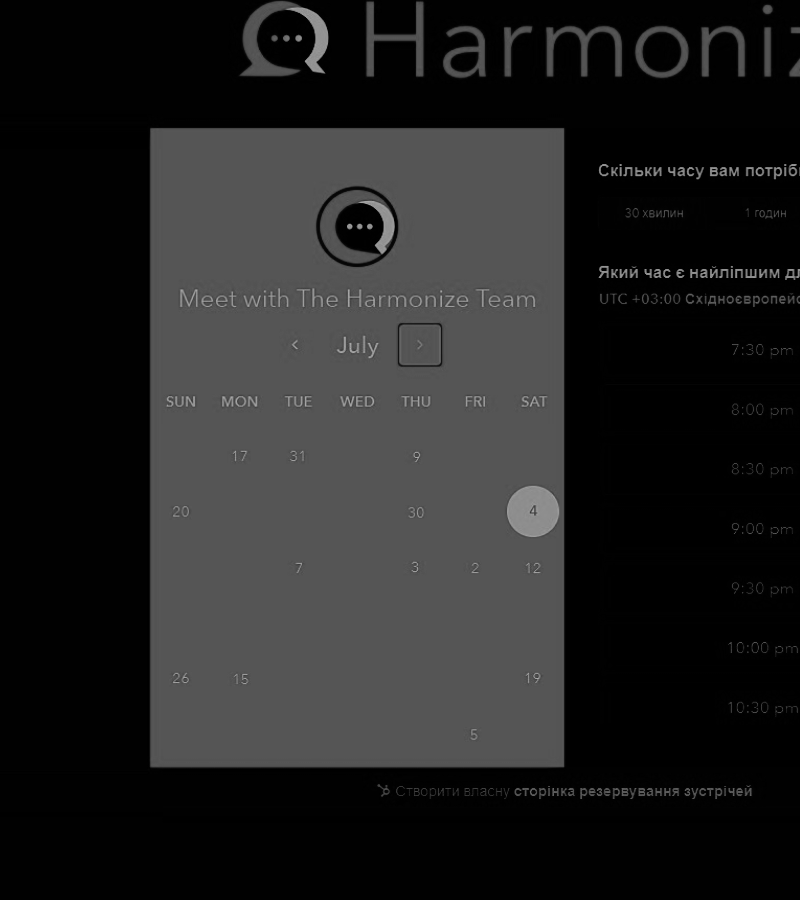 Harmoniz
Meet with The Harmonize Team
July
SUN MON TUE WED THU FRI SAT
17 31 9
20 30 4
7 3 2 12
26 15 19
5
Скільки часу вам потріб
30 хвилин 1 годин
Який час є найліпшим д
UTC +03:00 Східноєвропейс
7:30 pm
8:00 pm
8:30 pm
9:00 pm
9:30 pm
10:00 pm
10:30 pm
Створити власну сторінка резервування зустрічей